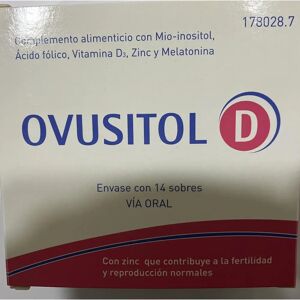 178028.7
Complemento alimenticio con Mio-inositol,
Ácido fólico, Vitamina D₃, Zinc y Melatonina
OVUSITOL D
Envase con 14 sobres
VÍA ORAL
Con zinc que contribuye a la fertilidad
y reproducción normales